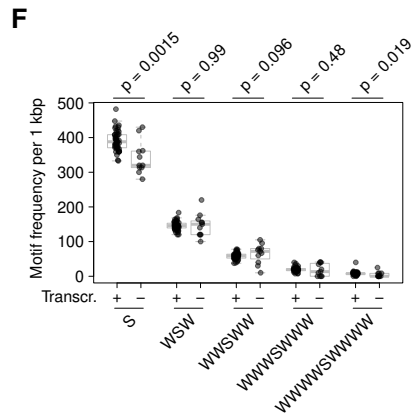 F
p = 0.0015
p = 0.99
p = 0.096
p = 0.48
p = 0.019
Motif frequency per 1 kbp
500
400
300
200
100
0
Transcr. + − + − + − + − + −
S
WSW
WWSWW
WWWSWWW
WWWWSWWWW